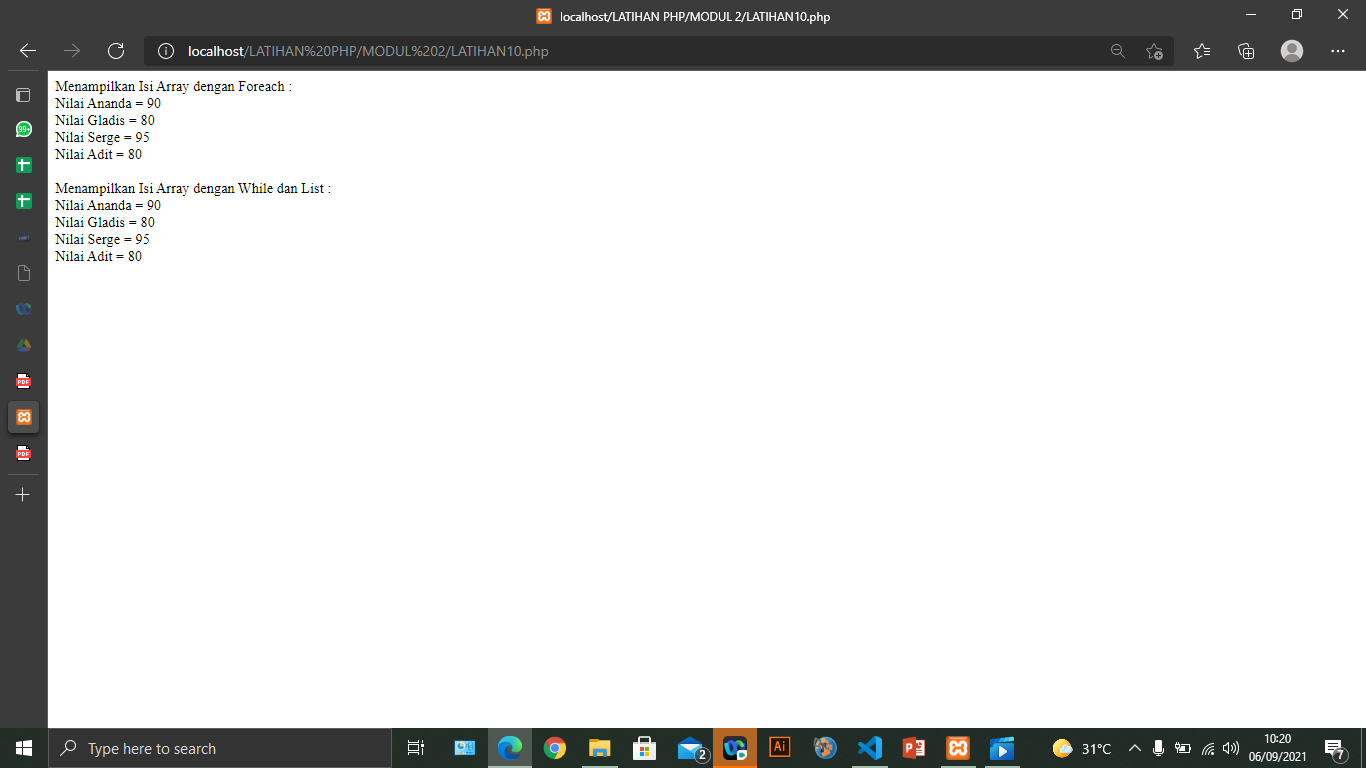 localhost/LATIHAN PHP/MODUL 2/LATIHAN10.php
localhost/LATIHAN%20PHP/MODUL%202/LATIHAN10.php
99+
PDF
PDF
Menampilkan Isi Array dengan Foreach :
Nilai Ananda = 90
Nilai Gladis = 80
Nilai Serge = 95
Nilai Adit = 80
Menampilkan Isi Array dengan While dan List :
Nilai Ananda = 90
Nilai Gladis = 80
Nilai Serge = 95
Nilai Adit = 80
Type here to search
2
Ai
31°C
10:20
06/09/2021
7